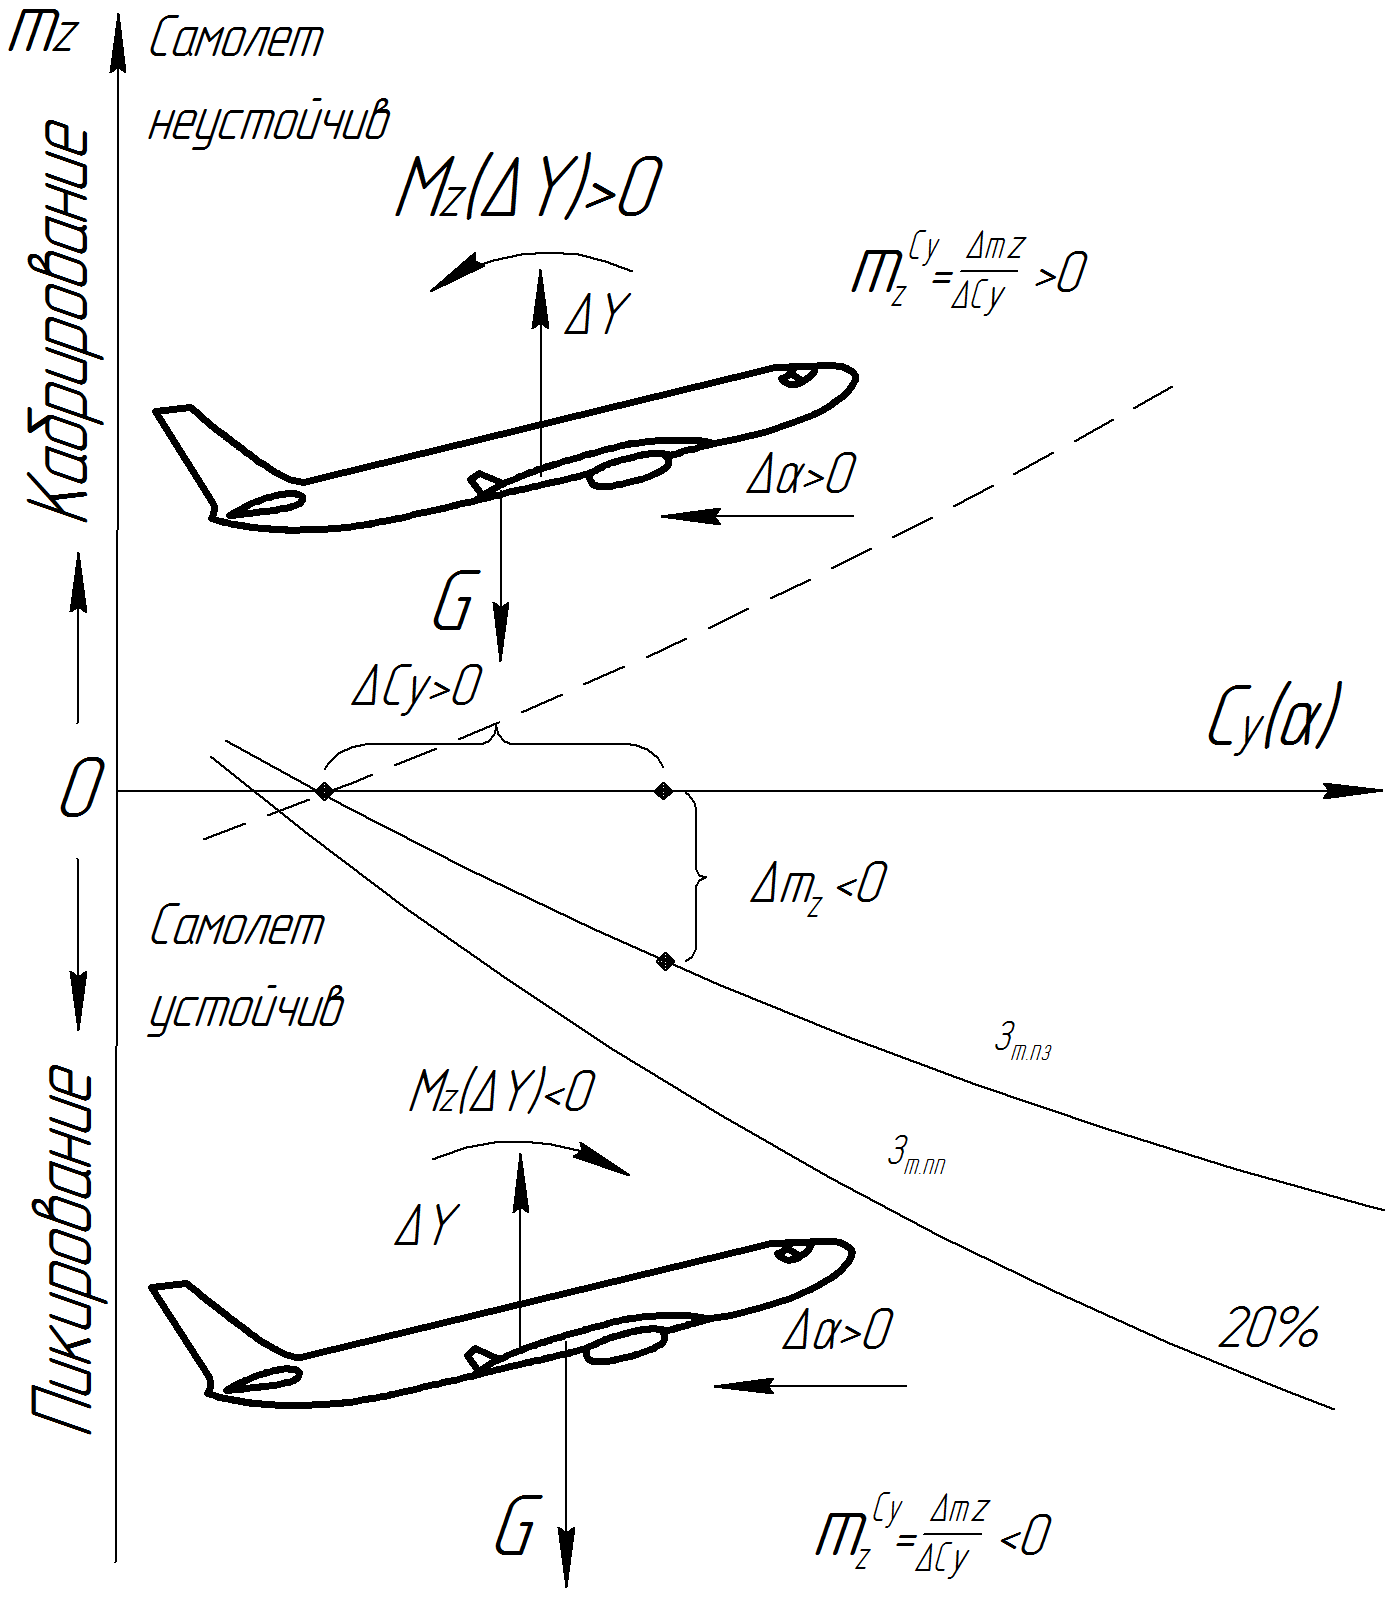 mz
Самолет
неустойчив
Кабрирование
Mz(ΔY)>0
mz^Cy=Δmz/ΔCy>0
ΔY
Δα>0
G
ΔCy>0
Cy(α)
0
Δmz<0
Самолет
устойчив
Зт.пз
Пикирование
Mz(ΔY)<0
Зт.пп
ΔY
Δα>0
20%
G
mz^Cy=Δmz/ΔCy<0